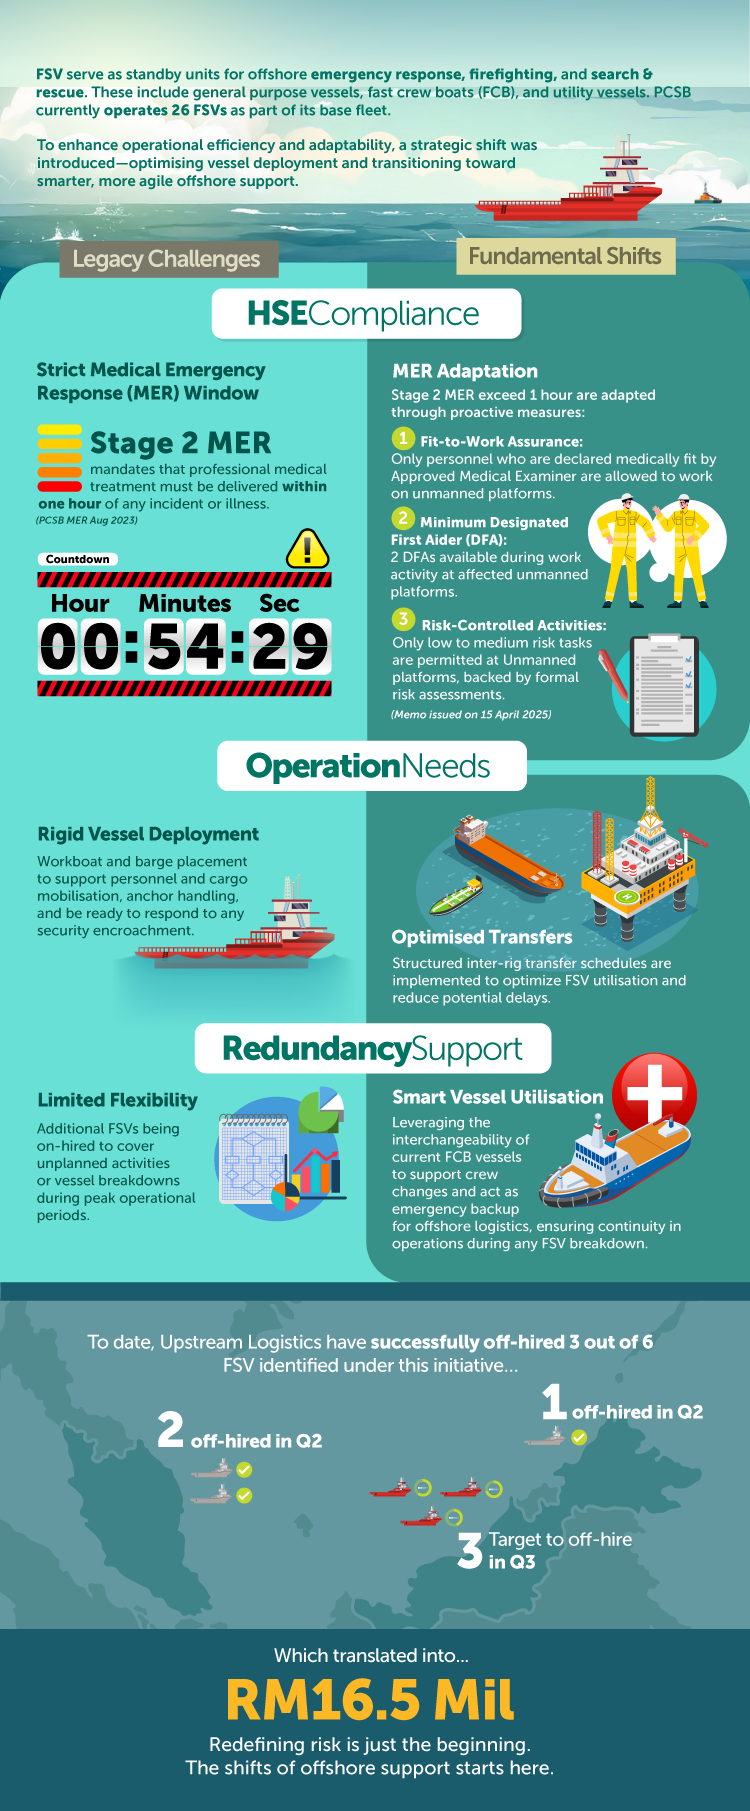 FSV serve as standby units for offshore emergency response, firefighting, and search &
rescue. These include general purpose vessels, fast crew boats (FCB), and utility vessels. PCSB
currently operates 26 FSVs as part of its base fleet.
To enhance operational efficiency and adaptability, a strategic shift was
introduced—optimising vessel deployment and transitioning toward
smarter, more agile offshore support.
Legacy Challenges
Fundamental Shifts
HSECompliance
Strict Medical Emergency
Response (MER) Window
Stage 2 MER
mandates that professional medical
treatment must be delivered within
one hour of any incident or illness.
(PCSB MER Aug 2023)
Countdown
Hour Minutes Sec
00:54:29
MER Adaptation
Stage 2 MER exceed 1 hour are adapted
through proactive measures:
1 Fit-to-Work Assurance:
Only personnel who are declared medically fit by
Approved Medical Examiner are allowed to work
on unmanned platforms.
2 Minimum Designated
First Aider (DFA):
2 DFAs available during work
activity at affected unmanned
platforms.
3 Risk-Controlled Activities:
Only low to medium risk tasks
are permitted at Unmanned
platforms, backed by formal
risk assessments.
(Memo issued on 15 April 2025)
OperationNeeds
Rigid Vessel Deployment
Workboat and barge placement
to support personnel and cargo
mobilisation, anchor handling,
and be ready to respond to any
security encroachment.
H
Optimised Transfers
Structured inter-rig transfer schedules are
implemented to optimize FSV utilisation and
reduce potential delays.
RedundancySupport
Limited Flexibility
Additional FSVs being
on-hired to cover
unplanned activities
or vessel breakdowns
during peak operational
periods.
Smart Vessel Utilisation
Leveraging the
interchangeability of
current FCB vessels
to support crew
changes and act as
emergency backup
for offshore logistics, ensuring continuity in
operations during any FSV breakdown.
To date, Upstream Logistics have successfully off-hired 3 out of 6
FSV identified under this initiative...
2 off-hired in Q2
1 off-hired in Q2
3 Target to off-hire
in Q3
Which translated into...
RM16.5 Mil
Redefining risk is just the beginning.
The shifts of offshore support starts here.